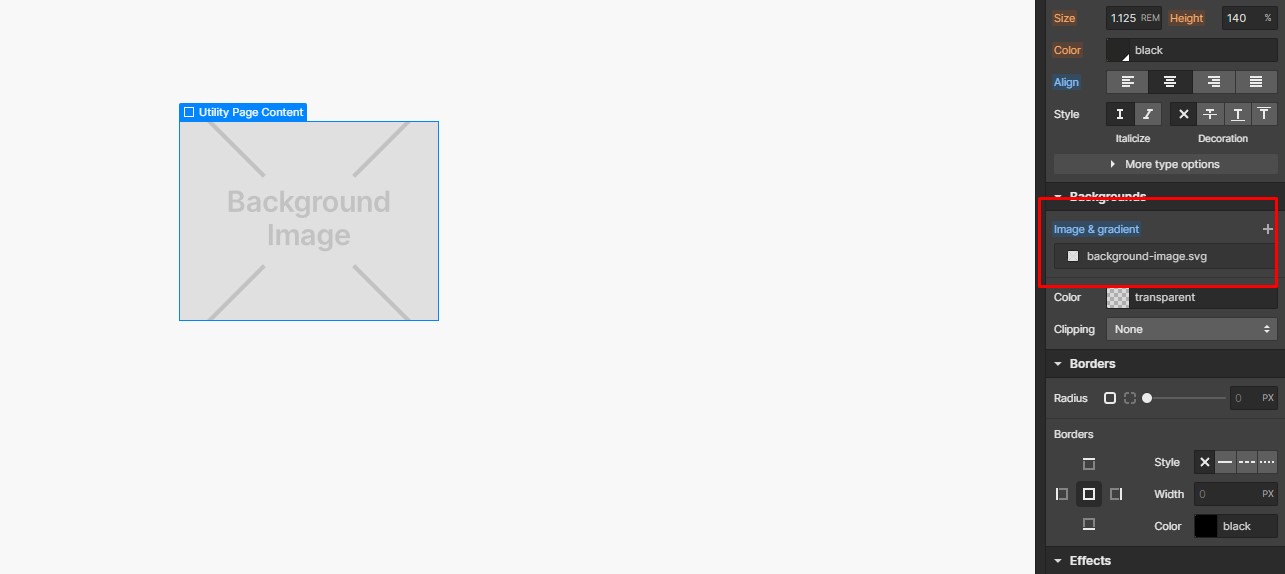 Size 1.125 REM Height 140 %
Color black
Align
Utility Page Content
Style
Italicize Decoration
More type options
Backgrounds
Background
Image
Image & gradient
background-image.svg
Color transparent
Clipping None
Borders
Radius 0 PX
Borders
Style
Width 0 PX
Color black
Effects